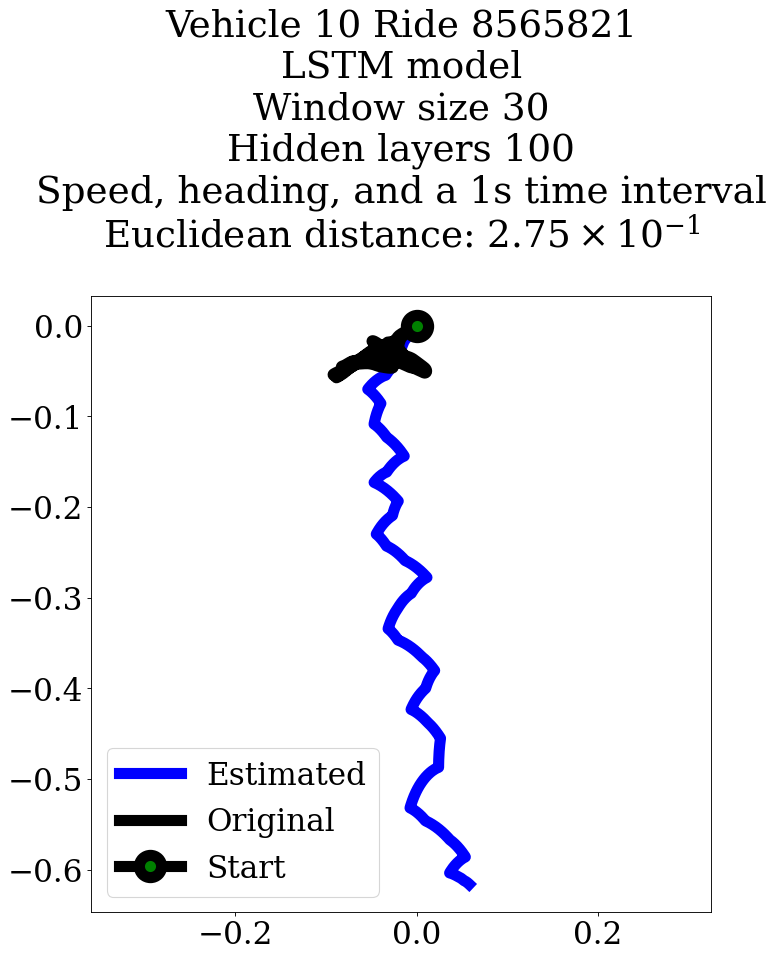 Vehicle 10 Ride 8565821
LSTM model
Window size 30
Hidden layers 100
Speed, heading, and a 1s time interval
Euclidean distance: 2.75 × 10⁻¹
0.0
−0.1
−0.2
−0.3
−0.4
−0.5
−0.6
Estimated
Original
Start
−0.2 0.0 0.2